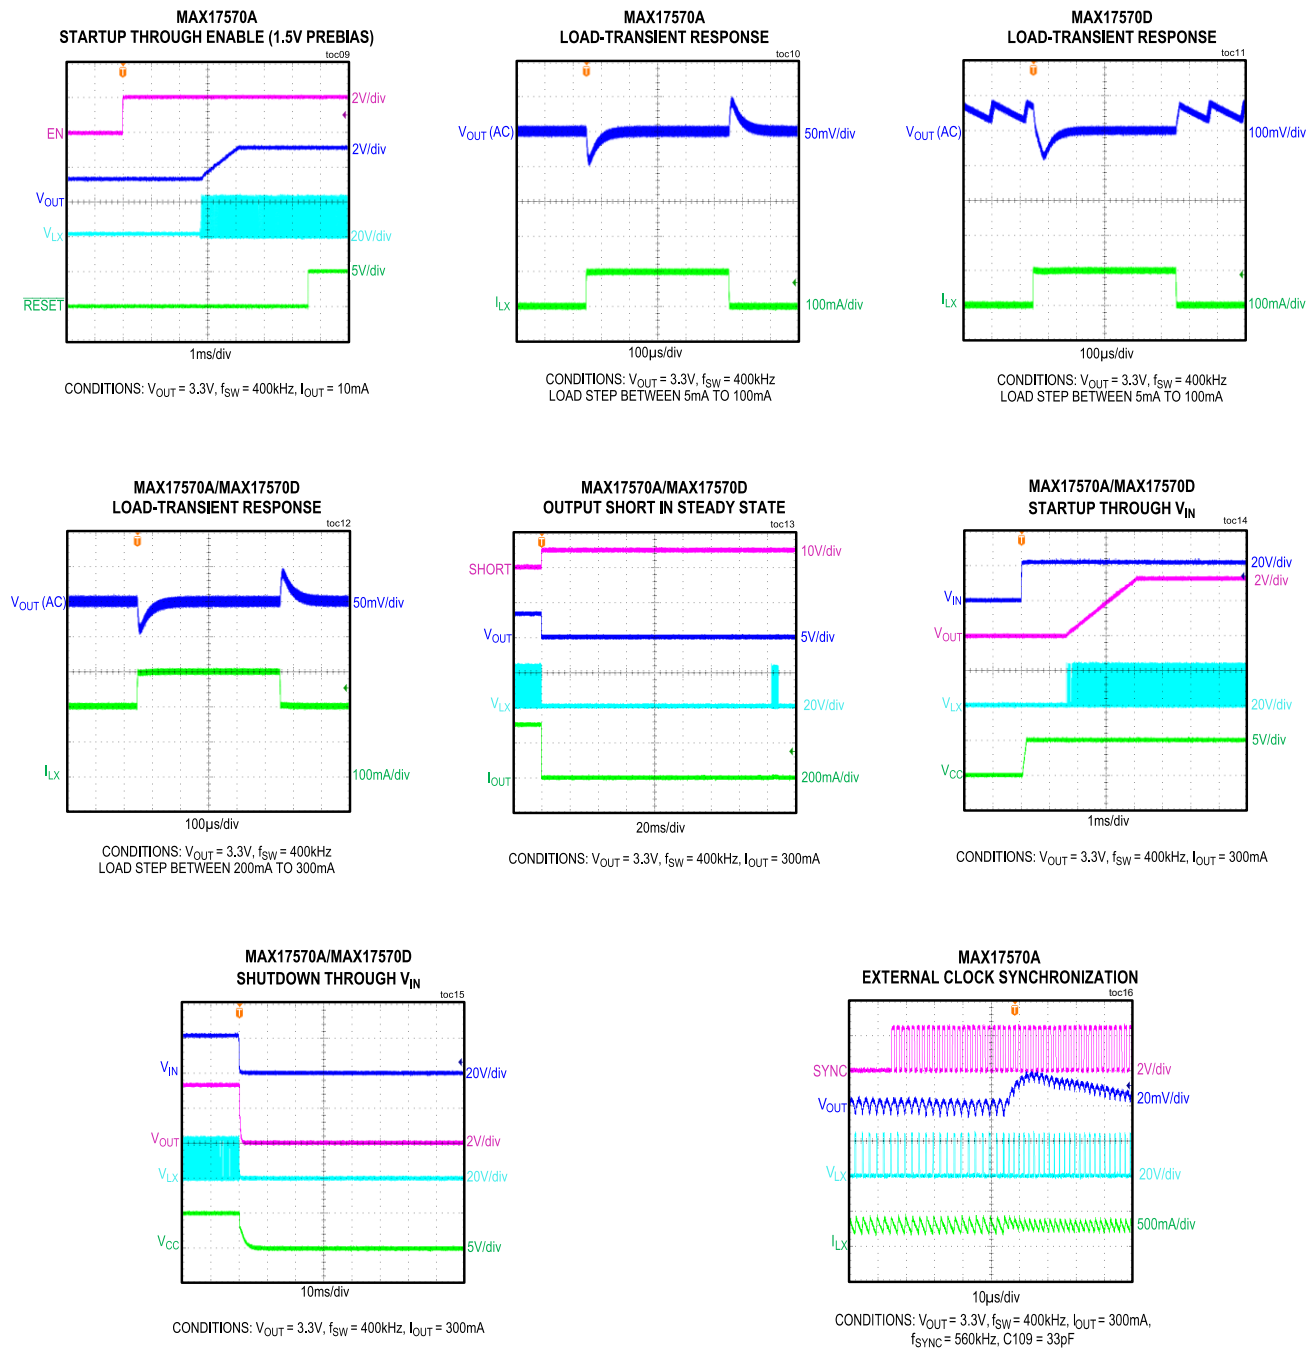 MAX17570A
STARTUP THROUGH ENABLE (1.5V PREBIAS)
toc09
T
2V/div
EN
2V/div
VOUT
VLX
20V/div
5V/div
RESET
1ms/div
CONDITIONS: VOUT = 3.3V, fSW = 400kHz, IOUT = 10mA
MAX17570A
LOAD-TRANSIENT RESPONSE
toc10
T
VOUT (AC)
50mV/div
ILX
100mA/div
100µs/div
CONDITIONS: VOUT = 3.3V, fSW = 400kHz
LOAD STEP BETWEEN 5mA TO 100mA
MAX17570D
LOAD-TRANSIENT RESPONSE
toc11
T
VOUT (AC)
100mV/div
ILX
100mA/div
100µs/div
CONDITIONS: VOUT = 3.3V, fSW = 400kHz
LOAD STEP BETWEEN 5mA TO 100mA
MAX17570A/MAX17570D
LOAD-TRANSIENT RESPONSE
toc12
T
VOUT (AC)
50mV/div
ILX
100mA/div
100µs/div
CONDITIONS: VOUT = 3.3V, fSW = 400kHz
LOAD STEP BETWEEN 200mA TO 300mA
MAX17570A/MAX17570D
OUTPUT SHORT IN STEADY STATE
toc13
T
10V/div
SHORT
VOUT
5V/div
VLX
20V/div
IOUT
200mA/div
20ms/div
CONDITIONS: VOUT = 3.3V, fSW = 400kHz, IOUT = 300mA
MAX17570A/MAX17570D
STARTUP THROUGH VIN
toc14
T
20V/div
2V/div
VIN
VOUT
VLX
20V/div
5V/div
VCC
1ms/div
CONDITIONS: VOUT = 3.3V, fSW = 400kHz, IOUT = 300mA
MAX17570A/MAX17570D
SHUTDOWN THROUGH VIN
toc15
T
VIN
20V/div
VOUT
2V/div
VLX
20V/div
VCC
5V/div
10ms/div
CONDITIONS: VOUT = 3.3V, fSW = 400kHz, IOUT = 300mA
MAX17570A
EXTERNAL CLOCK SYNCHRONIZATION
toc16
T
SYNC
2V/div
VOUT
20mV/div
VLX
20V/div
500mA/div
ILX
10µs/div
CONDITIONS: VOUT = 3.3V, fSW = 400kHz, IOUT = 300mA,
fSYNC = 560kHz, C109 = 33pF